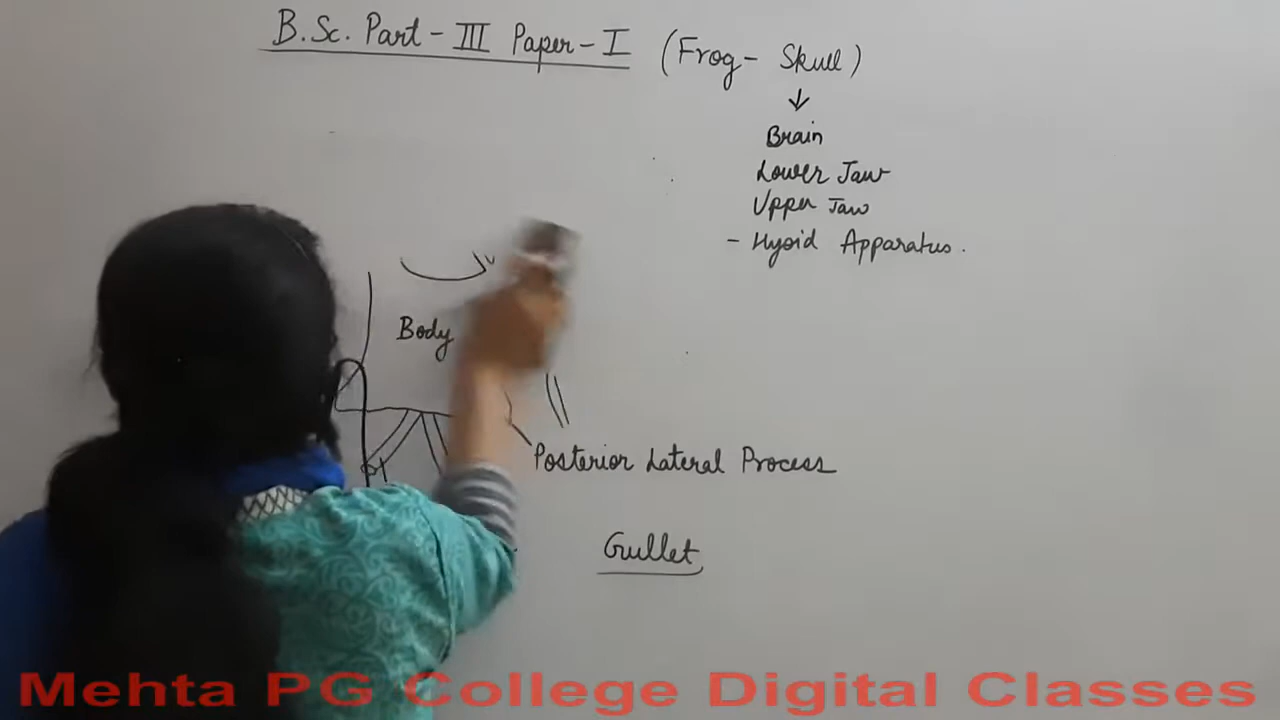 B.Sc. Part - III Paper - I (Frog - Skull)
Brain
Lower Jaw
Upper Jaw
- Hyoid Apparatus.
Body
Posterior Lateral Process
Gullet
Mehta PG College Digital Classes